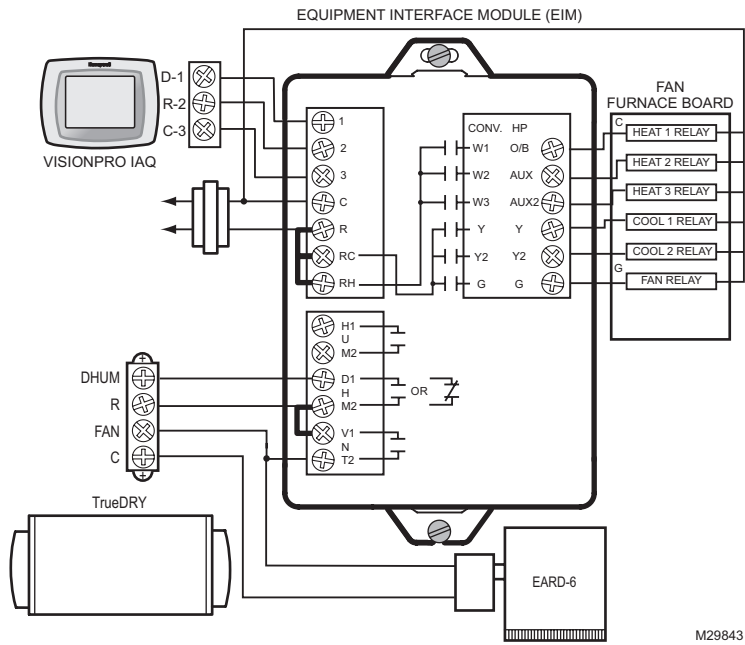 EQUIPMENT INTERFACE MODULE (EIM)
Honeywell
D-1
R-2
C-3
VISIONPRO IAQ
1
2
3
C
R
RC
RH
CONV. HP
W1 O/B
W2 AUX
W3 AUX2
Y Y
Y2 Y2
G G
FAN
FURNACE BOARD
C
HEAT 1 RELAY
HEAT 2 RELAY
HEAT 3 RELAY
COOL 1 RELAY
COOL 2 RELAY
G
FAN RELAY
H1
U
M2
D1
H
M2
OR
V1
N
T2
DHUM
R
FAN
C
TrueDRY
EARD-6
M29843